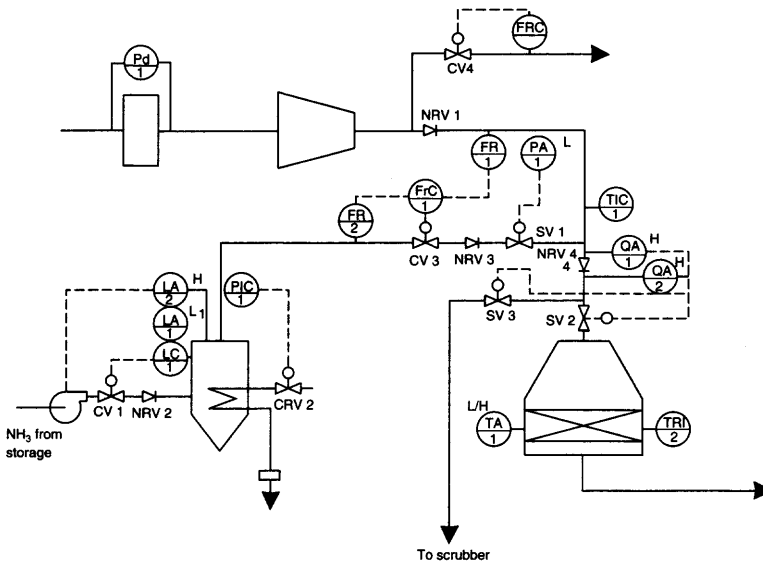 FRC
Pd
1
CV4
NRV 1
FR
1
PA
1
L
FrC
1
TIC
1
FR
2
SV 1
QA
1
H
CV 3
NRV 3
NRV 4
4
H
QA
2
LA
2
H
PIC
1
LA
1
L1
SV 3
SV 2
LC
1
CV 1
NRV 2
CRV 2
L/H
TA
1
TRI
2
NH3 from
storage
To scrubber